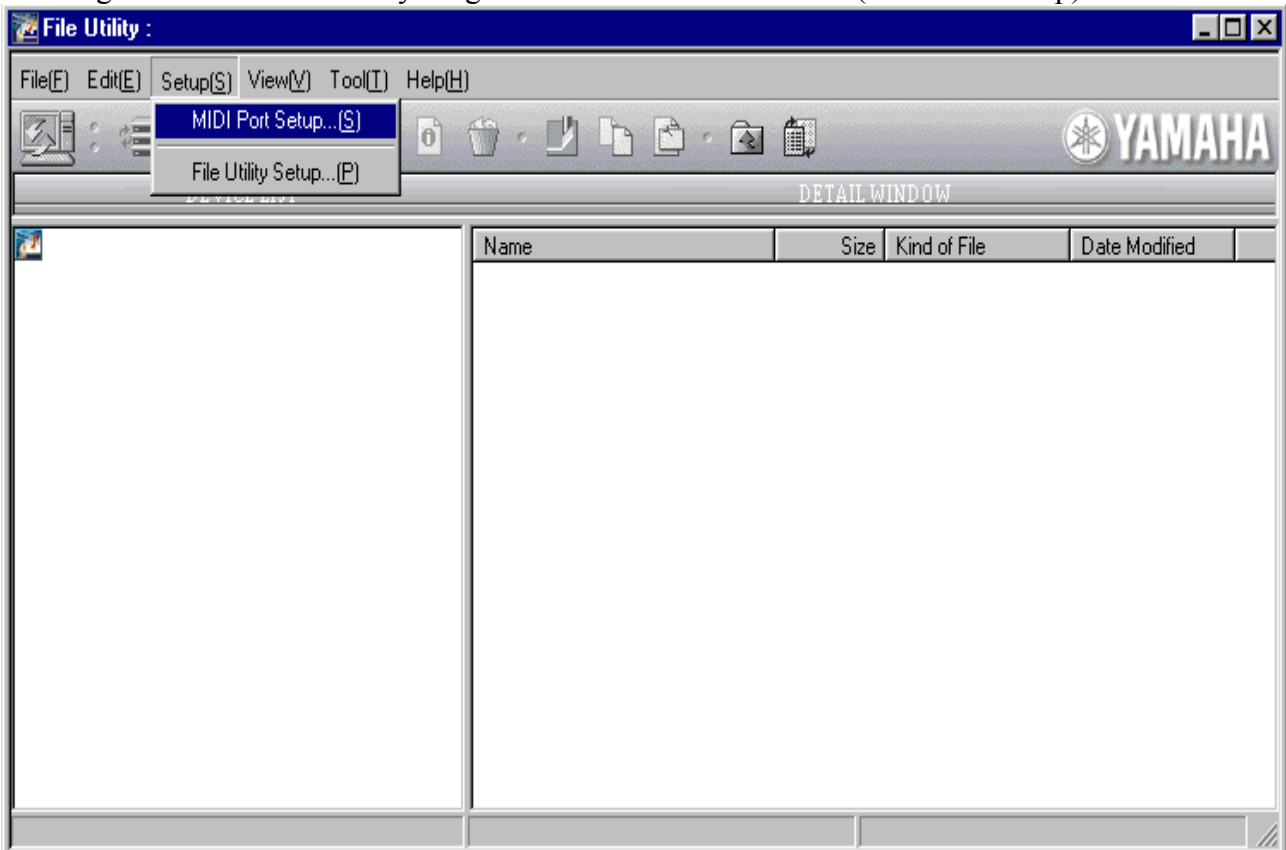 File Utility :
File(F) Edit(E) Setup(S) View(V) Tool(T) Help(H)
MIDI Port Setup...(S)
File Utility Setup...(P)
YAMAHA
DETAIL WINDOW
Name Size Kind of File Date Modified